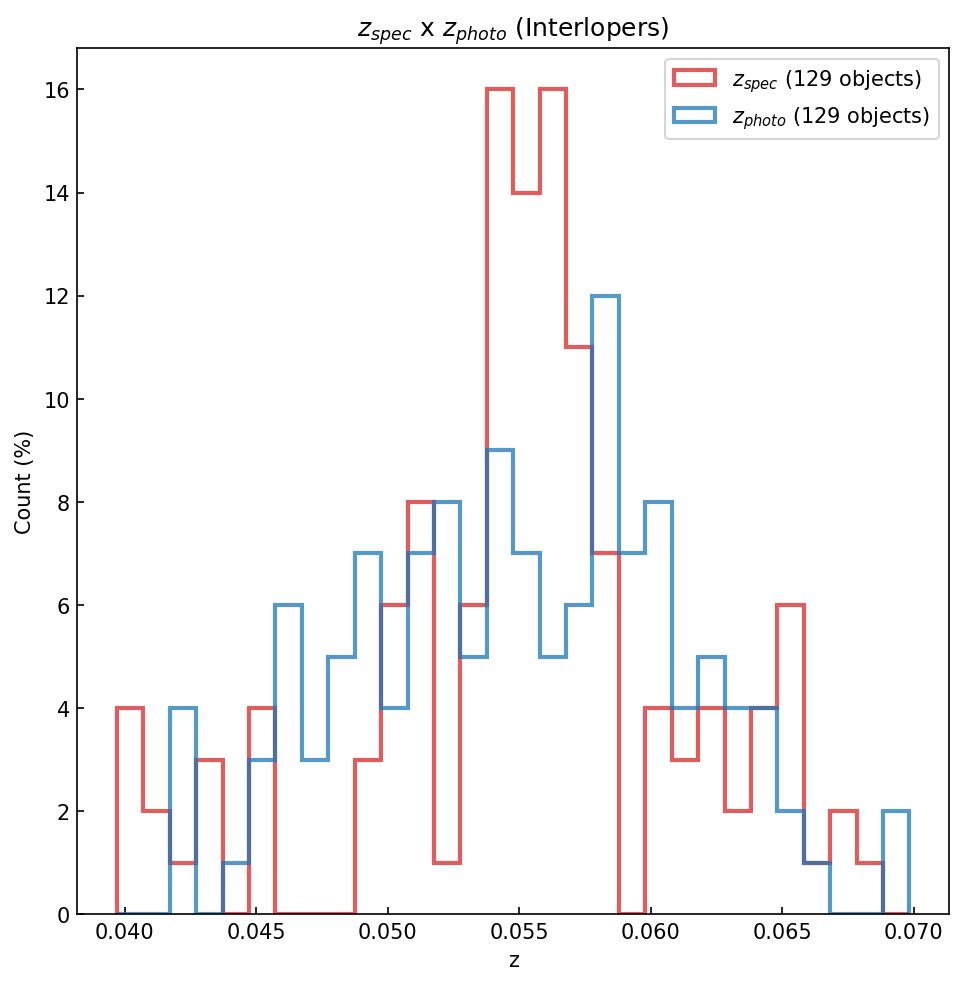 z_spec x z_photo (Interlopers)
z_spec (129 objects)
z_photo (129 objects)
Count (%)
16
14
12
10
8
6
4
2
0
0.040 0.045 0.050 0.055 0.060 0.065 0.070
z